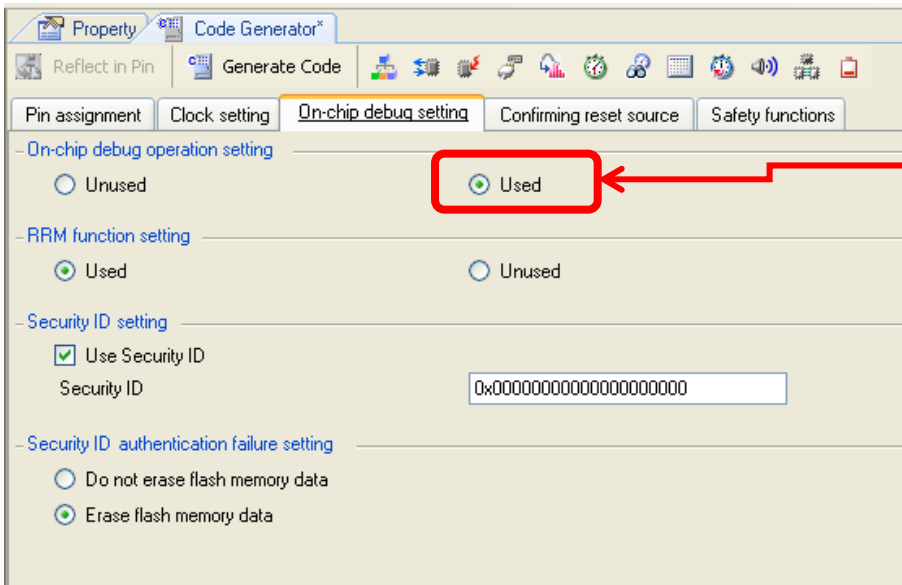 Property Code Generator*
Reflect in Pin Generate Code
Pin assignment Clock setting On-chip debug setting Confirming reset source Safety functions
On-chip debug operation setting
Unused Used
RRM function setting
Used Unused
Security ID setting
Use Security ID
Security ID 0x00000000000000000000
Security ID authentication failure setting
Do not erase flash memory data
Erase flash memory data